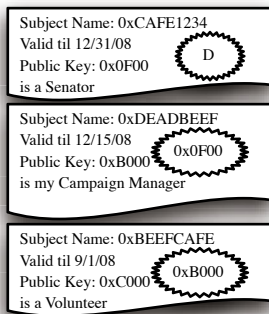 Subject Name: 0xCAFE1234
Valid til 12/31/08
Public Key: 0x0F00
is a Senator
D
Subject Name: 0xDEADBEEF
Valid til 12/15/08
Public Key: 0xB000
is my Campaign Manager
0x0F00
Subject Name: 0xBEEFCAFE
Valid til 9/1/08
Public Key: 0xC000
is a Volunteer
0xB000